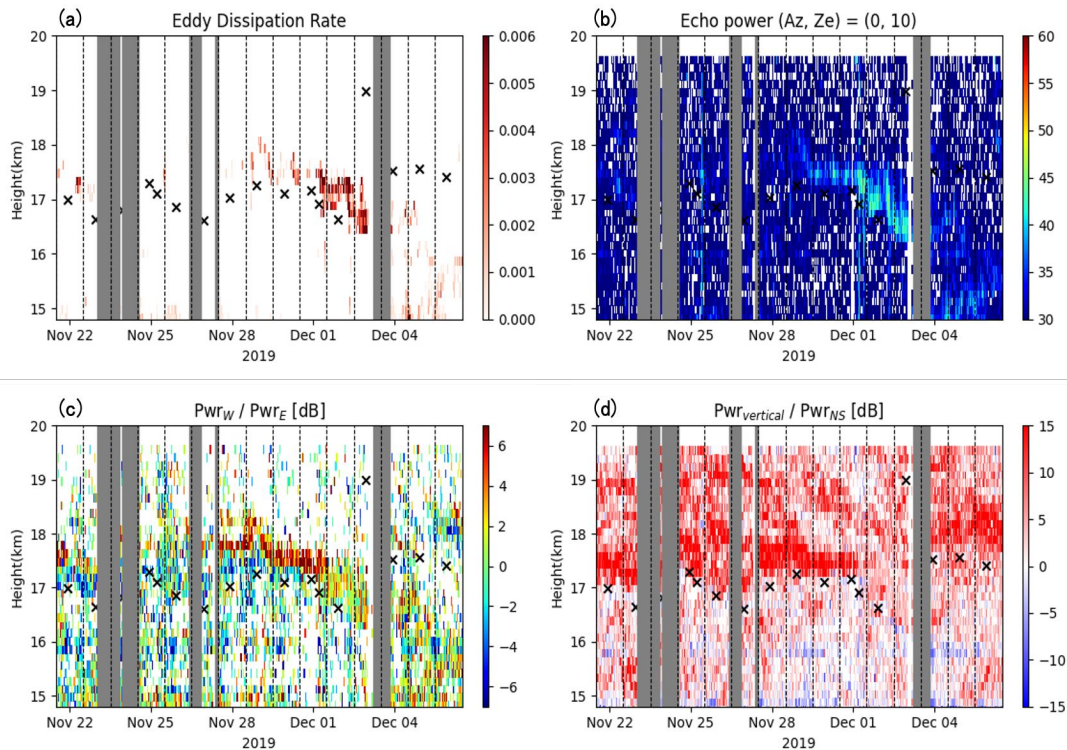 (a)
Eddy Dissipation Rate
20
19
18
17
16
15
Height(km)
Nov 22
Nov 25
Nov 28
Dec 01
Dec 04
2019
0.006
0.005
0.004
0.003
0.002
0.001
0.000
(b)
Echo power (Az, Ze) = (0, 10)
20
19
18
17
16
15
Height(km)
Nov 22
Nov 25
Nov 28
Dec 01
Dec 04
2019
60
55
50
45
40
35
30
(c)
Pwr_W / Pwr_E [dB]
20
19
18
17
16
15
Height(km)
Nov 22
Nov 25
Nov 28
Dec 01
Dec 04
2019
6
4
2
0
−2
−4
−6
(d)
Pwr_vertical / Pwr_NS [dB]
20
19
18
17
16
15
Height(km)
Nov 22
Nov 25
Nov 28
Dec 01
Dec 04
2019
15
10
5
0
−5
−10
−15